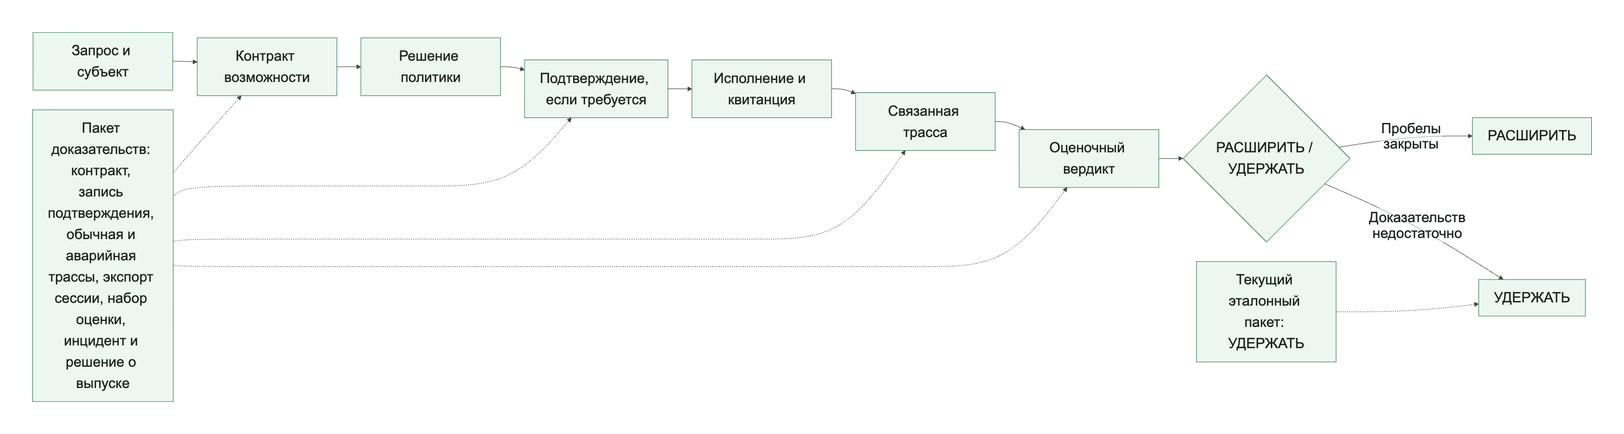 Запрос и
субъект
Контракт
возможности
Решение
политики
Подтверждение,
если требуется
Исполнение и
квитанция
Связанная
трасса
Оценочный
вердикт
РАСШИРИТЬ /
УДЕРЖАТЬ
Пробелы
закрыты
РАСШИРИТЬ
Доказательств
недостаточно
УДЕРЖАТЬ
Пакет
доказательств:
контракт,
запись
подтверждения,
обычная и
аварийная
трассы, экспорт
сессии, набор
оценки,
инцидент и
решение о
выпуске
Текущий
эталонный
пакет:
УДЕРЖАТЬ